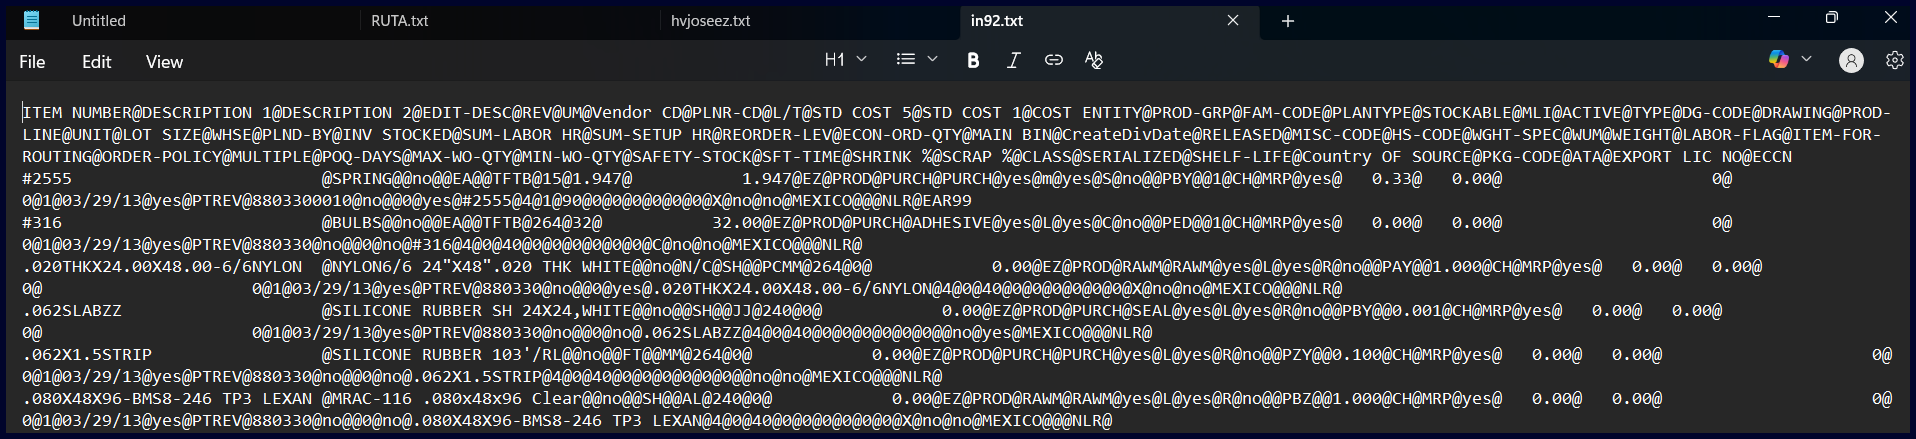 Untitled
RUTA.txt
hvjoseez.txt
in92.txt
File Edit View
H1
B I
ITEM NUMBER@DESCRIPTION 1@DESCRIPTION 2@EDIT-DESC@REV@UM@Vendor CD@PLNR-CD@L/T@STD COST 5@STD COST 1@COST ENTITY@PROD-GRP@FAM-CODE@PLANTYPE@STOCKABLE@MLI@ACTIVE@TYPE@DG-CODE@DRAWING@PROD-
LINE@UNIT@LOT SIZE@WHSE@PLND-BY@INV STOCKED@SUM-LABOR HR@SUM-SETUP HR@REORDER-LEV@ECON-ORD-QTY@MAIN BIN@CreateDivDate@RELEASED@MISC-CODE@HS-CODE@WGHT-SPEC@WUM@WEIGHT@LABOR-FLAG@ITEM-FOR-
ROUTING@ORDER-POLICY@MULTIPLE@POQ-DAYS@MAX-WO-QTY@MIN-WO-QTY@SAFETY-STOCK@SFT-TIME@SHRINK %@SCRAP %@CLASS@SERIALIZED@SHELF-LIFE@Country OF SOURCE@PKG-CODE@ATA@EXPORT LIC NO@ECCN
#2555                         @SPRING@@no@@EA@@TFTB@15@1.947@           1.947@EZ@PROD@PURCH@PURCH@yes@m@yes@S@no@@PBY@@1@CH@MRP@yes@   0.33@   0.00@                     0@
0@1@03/29/13@yes@PTREV@8803300010@no@@0@yes@#2555@4@1@90@0@0@0@0@0@0@X@no@no@MEXICO@@@NLR@EAR99
#316                          @BULBS@@no@@EA@@TFTB@264@32@           32.00@EZ@PROD@PURCH@ADHESIVE@yes@L@yes@C@no@@PED@@1@CH@MRP@yes@   0.00@   0.00@                     0@
0@1@03/29/13@yes@PTREV@880330@no@@0@no@#316@4@0@40@0@0@0@0@0@0@C@no@no@MEXICO@@@NLR@
.020THKX24.00X48.00-6/6NYLON  @NYLON6/6 24"X48".020 THK WHITE@@no@N/C@SH@@PCMM@264@0@            0.00@EZ@PROD@RAWM@RAWM@yes@L@yes@R@no@@PAY@@1.000@CH@MRP@yes@   0.00@   0.00@
0@                     0@1@03/29/13@yes@PTREV@880330@no@@0@yes@.020THKX24.00X48.00-6/6NYLON@4@0@40@0@0@0@0@0@0@X@no@no@MEXICO@@@NLR@
.062SLABZZ                    @SILICONE RUBBER SH 24X24,WHITE@@no@@SH@@JJ@240@0@            0.00@EZ@PROD@PURCH@SEAL@yes@L@yes@R@no@@PBY@@0.001@CH@MRP@yes@   0.00@   0.00@
0@                     0@1@03/29/13@yes@PTREV@880330@no@@0@no@.062SLABZZ@4@0@40@0@0@0@0@0@0@@no@yes@MEXICO@@@NLR@
.062X1.5STRIP                 @SILICONE RUBBER 103'/RL@@no@@FT@@MM@264@0@            0.00@EZ@PROD@PURCH@PURCH@yes@L@yes@R@no@@PZY@@0.100@CH@MRP@yes@   0.00@   0.00@                     0@
0@1@03/29/13@yes@PTREV@880330@no@@0@no@.062X1.5STRIP@4@0@40@0@0@0@0@0@0@@no@no@MEXICO@@@NLR@
.080X48X96-BMS8-246 TP3 LEXAN @MRAC-116 .080x48x96 Clear@@no@@SH@@AL@240@0@            0.00@EZ@PROD@RAWM@RAWM@yes@L@yes@R@no@@PBZ@@1.000@CH@MRP@yes@   0.00@   0.00@                     0@
0@1@03/29/13@yes@PTREV@880330@no@@0@no@.080X48X96-BMS8-246 TP3 LEXAN@4@0@40@0@0@0@0@0@0@X@no@no@MEXICO@@@NLR@